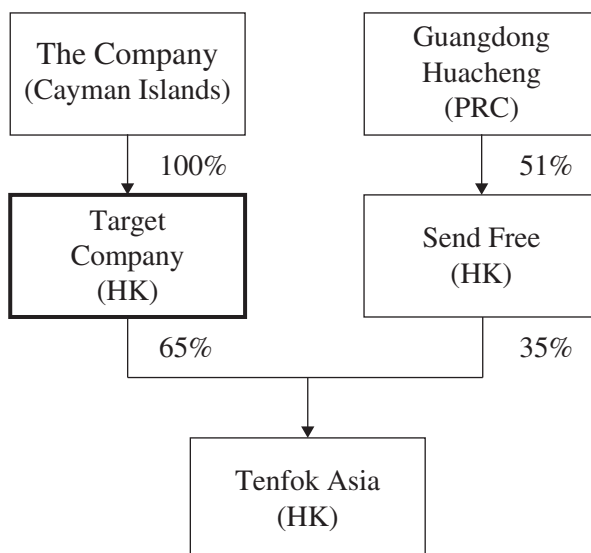 The Company
(Cayman Islands)
Guangdong
Huacheng
(PRC)
100%
51%
Target
Company
(HK)
Send Free
(HK)
65%
35%
Tenfok Asia
(HK)